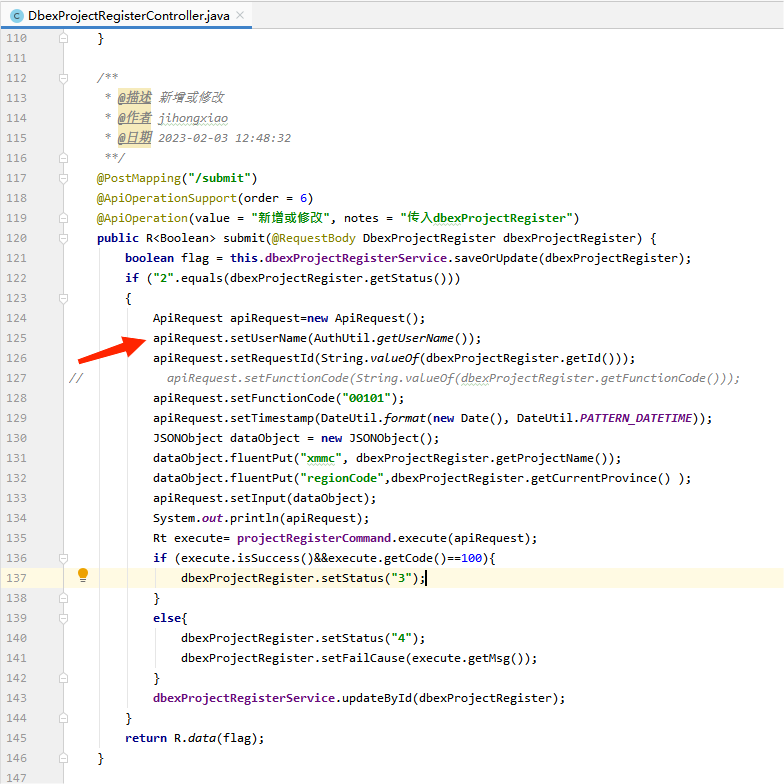 DbexProjectRegisterController.java
110 }
111
112 /**
113 * @描述 新增或修改
114 * @作者 jihongxiao
115 * @日期 2023-02-03 12:48:32
116 **/
117 @PostMapping("/submit")
118 @ApiOperationSupport(order = 6)
119 @ApiOperation(value = "新增或修改", notes = "传入dbexProjectRegister")
120 public R<Boolean> submit(@RequestBody DbexProjectRegister dbexProjectRegister) {
121 boolean flag = this.dbexProjectRegisterService.saveOrUpdate(dbexProjectRegister);
122 if ("2".equals(dbexProjectRegister.getStatus()))
123 {
124 ApiRequest apiRequest=new ApiRequest();
125 apiRequest.setUserName(AuthUtil.getUserName());
126 apiRequest.setRequestId(String.valueOf(dbexProjectRegister.getId()));
127 // apiRequest.setFunctionCode(String.valueOf(dbexProjectRegister.getFunctionCode()));
128 apiRequest.setFunctionCode("00101");
129 apiRequest.setTimestamp(DateUtil.format(new Date(), DateUtil.PATTERN_DATETIME));
130 JSONObject dataObject = new JSONObject();
131 dataObject.fluentPut("xmmc", dbexProjectRegister.getProjectName());
132 dataObject.fluentPut("regionCode",dbexProjectRegister.getCurrentProvince() );
133 apiRequest.setInput(dataObject);
134 System.out.println(apiRequest);
135 Rt execute= projectRegisterCommand.execute(apiRequest);
136 if (execute.isSuccess()&&execute.getCode()==100){
137 dbexProjectRegister.setStatus("3");
138 }
139 else{
140 dbexProjectRegister.setStatus("4");
141 dbexProjectRegister.setFailCause(execute.getMsg());
142 }
143 dbexProjectRegisterService.updateById(dbexProjectRegister);
144 }
145 return R.data(flag);
146 }
147